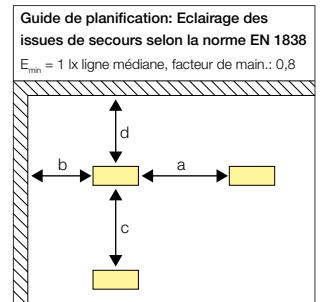 Guide de planification: Eclairage des
issues de secours selon la norme EN 1838
Emin = 1 lx ligne médiane, facteur de main.: 0,8
d
b
a
c